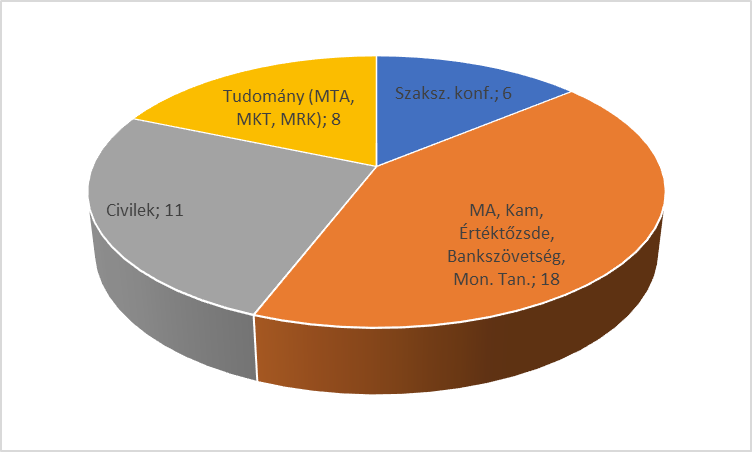 Tudomány (MTA,
MKT, MRK); 8
Szaksz. konf.; 6
Civilek; 11
MA, Kam,
Értéktőzsde,
Bankszövetség,
Mon. Tan.; 18